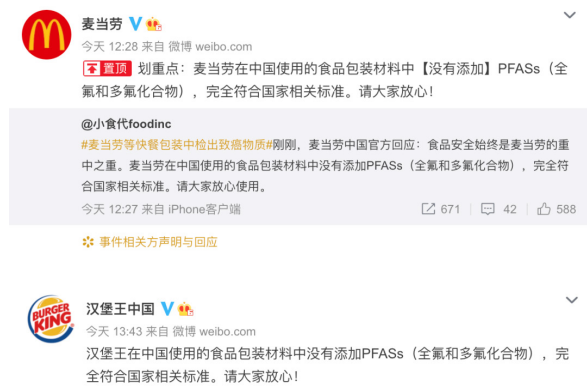 麦当劳
今天 12:28 来自 微博 weibo.com
置顶 划重点：麦当劳在中国使用的食品包装材料中【没有添加】PFASs（全
氟和多氟化合物），完全符合国家相关标准。请大家放心！
@小食代foodinc
#麦当劳等快餐包装中检出致癌物质#刚刚，麦当劳中国官方回应：食品安全始终是麦当劳的重
中之重。麦当劳在中国使用的食品包装材料中没有添加PFASs（全氟和多氟化合物），完全符
合国家相关标准。请大家放心使用。
今天 12:27 来自 iPhone客户端 671 42 588
事件相关方声明与回应
BURGER
KING
汉堡王中国
今天 13:43 来自 微博 weibo.com
汉堡王在中国使用的食品包装材料中没有添加PFASs（全氟和多氟化合物），完
全符合国家相关标准。请大家放心！